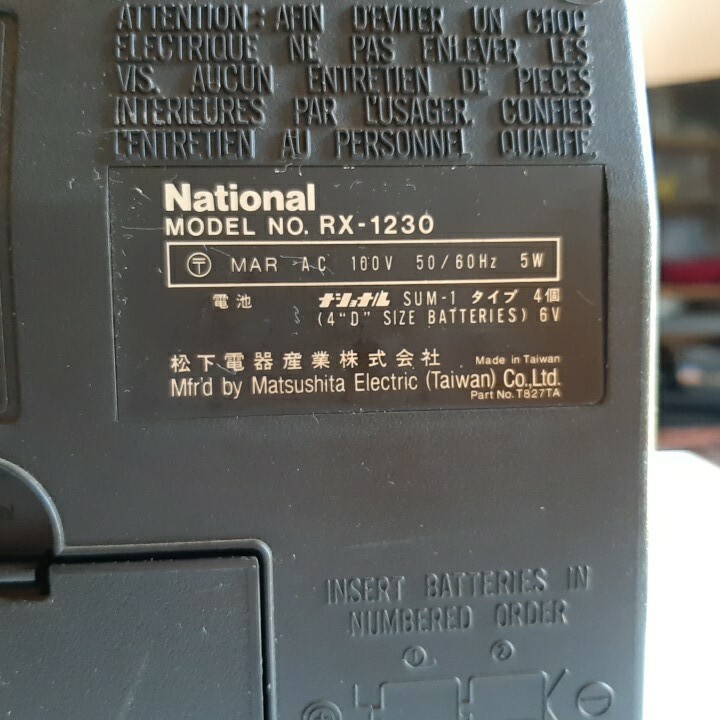 ATTENTION: AFIN D'EVITER UN CHOC
ELECTRIQUE NE PAS ENLEVER LES
VIS. AUCUN ENTRETIEN DE PIECES
INTERIEURES PAR L'USAGER. CONFIER
L'ENTRETIEN AU PERSONNEL QUALIFIE.
National
MODEL NO. RX-1230
〒 MAR AC 100V 50/60Hz 5W
電池 ナショナル SUM-1 タイプ 4個
(4"D" SIZE BATTERIES) 6V
松下電器産業株式会社 Made in Taiwan
Mfr'd by Matsushita Electric (Taiwan) Co.,Ltd.
Part No. T827TA
2
INSERT BATTERIES IN
NUMBERED ORDER
① ②
⊕ ⊖